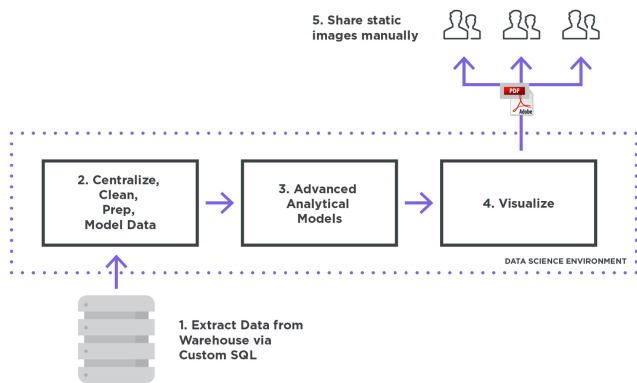 5. Share static
images manually
PDF
Adobe
2. Centralize,
Clean,
Prep,
Model Data
3. Advanced
Analytical
Models
4. Visualize
DATA SCIENCE ENVIRONMENT
1. Extract Data from
Warehouse via
Custom SQL